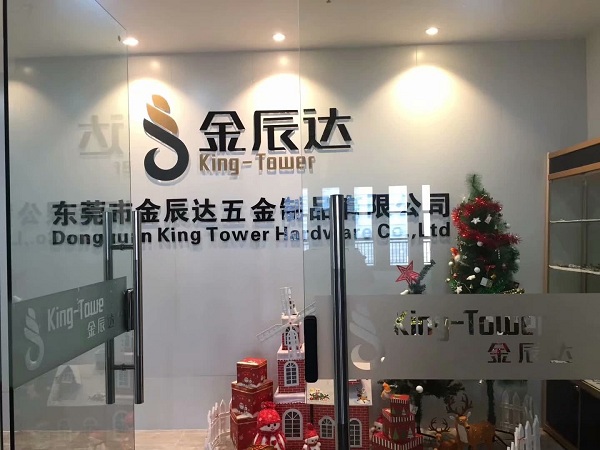 金辰达
King-Tower
东莞市金辰达五金制品有限公司
Dongguan King Tower Hardware Co.,Ltd
King-Towe
金辰达
King-Tower
金辰达